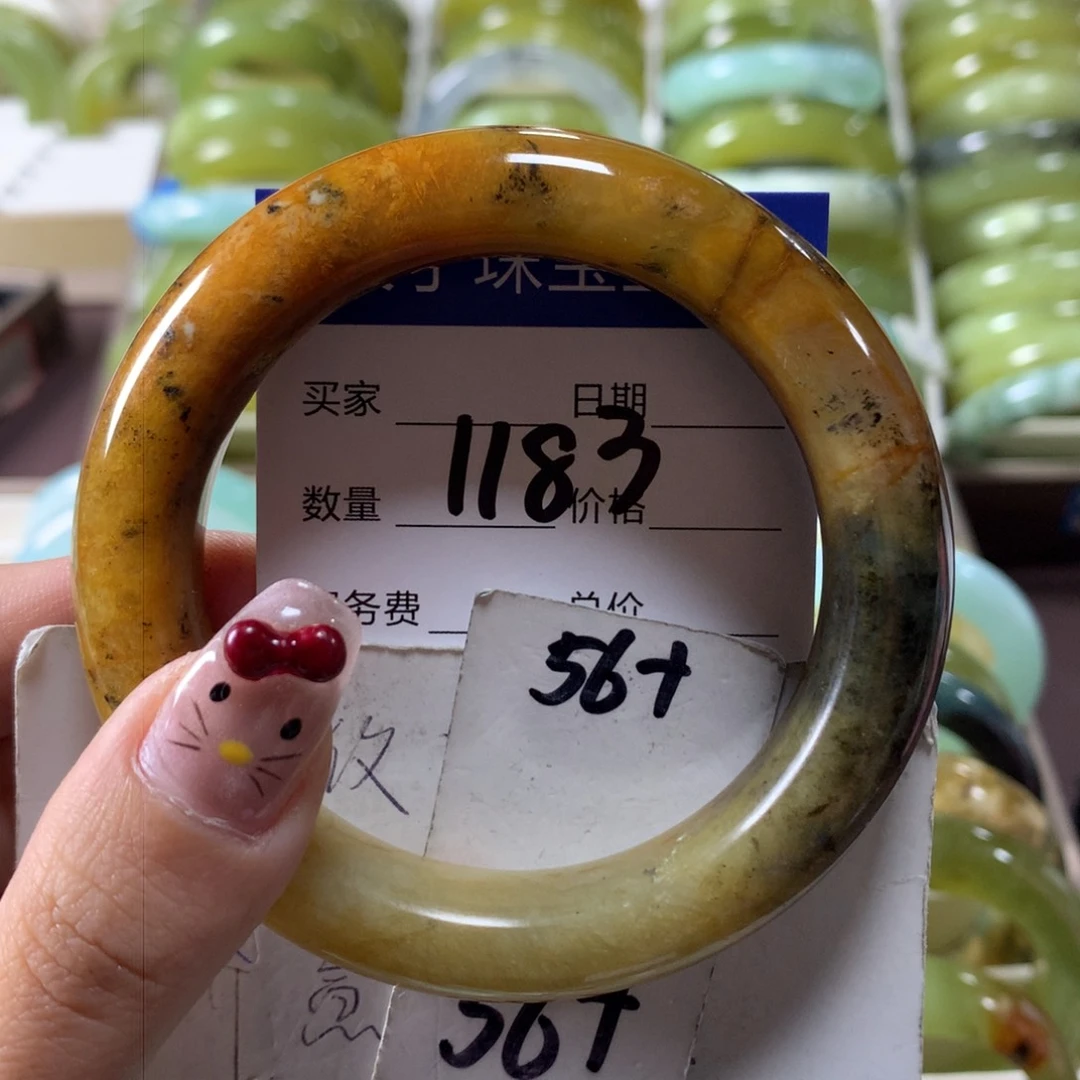 珠宝
买家 日期
1183
数量 价格
务费 总价
56+
56+